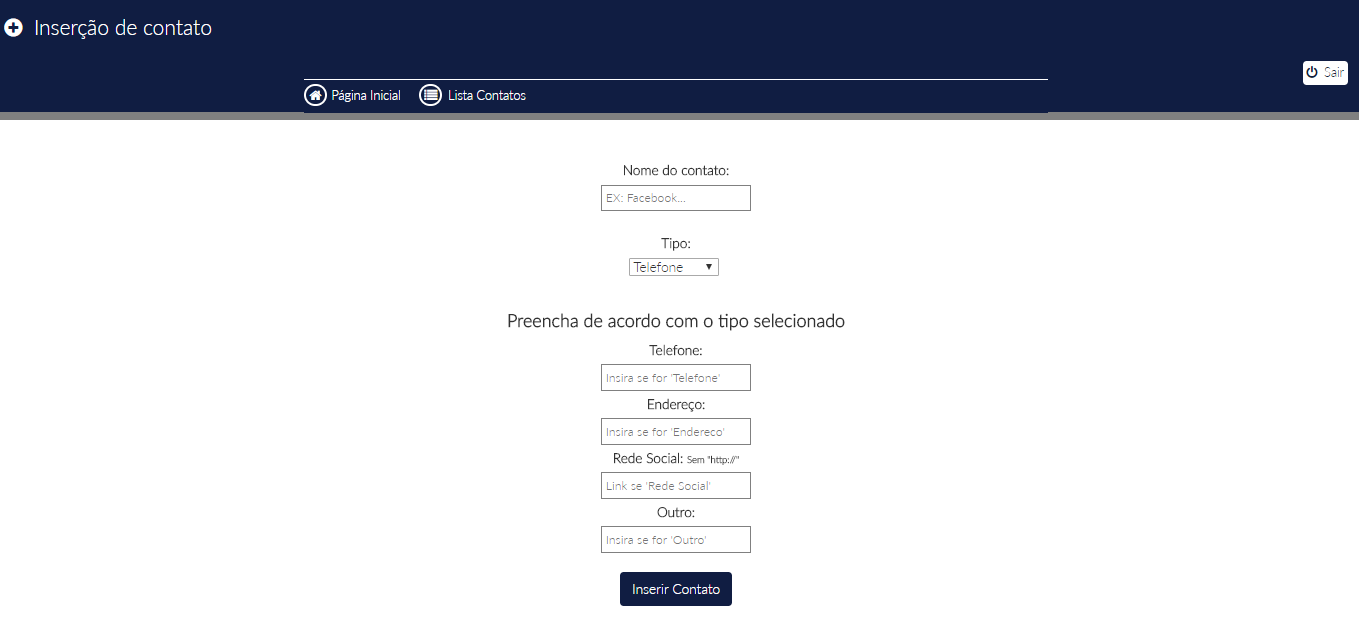 Inserção de contato
Sair
Página Inicial Lista Contatos
Nome do contato:
EX: Facebook...
Tipo:
Telefone
Preencha de acordo com o tipo selecionado
Telefone:
Insira se for 'Telefone'
Endereço:
Insira se for 'Endereco'
Rede Social: Sem "http://"
Link se 'Rede Social'
Outro:
Insira se for 'Outro'
Inserir Contato